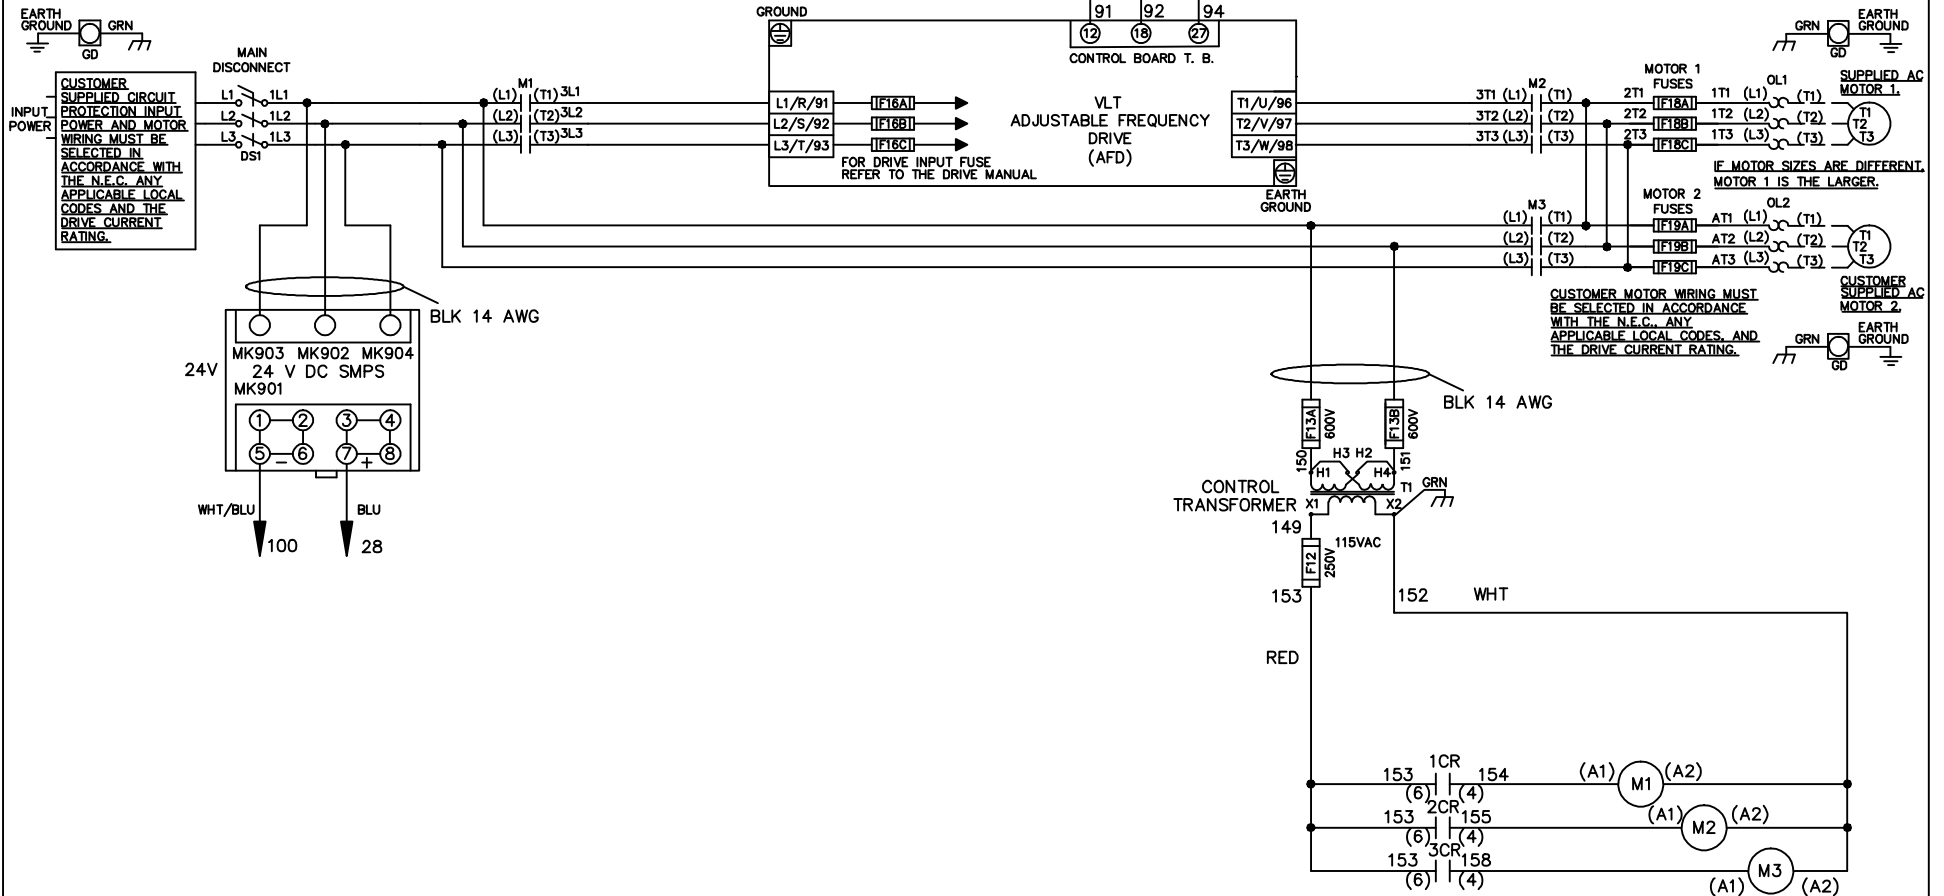 EARTH
GROUND
GRN
GD
INPUT
POWER
CUSTOMER
SUPPLIED CIRCUIT
PROTECTION INPUT
POWER AND MOTOR
WIRING MUST BE
SELECTED IN
ACCORDANCE WITH
THE N.E.C. ANY
APPLICABLE LOCAL
CODES AND THE
DRIVE CURRENT
RATING.
MAIN
DISCONNECT
L1 1L1
L2 1L2
L3 1L3
DS1
M1
(L1) (T1) 3L1
(L2) (T2) 3L2
(L3) (T3) 3L3
GROUND
91 92 94
12 18 27
CONTROL BOARD T. B.
L1/R/91 F16A
L2/S/92 F16B
L3/T/93 F16C
FOR DRIVE INPUT FUSE
REFER TO THE DRIVE MANUAL
VLT
ADJUSTABLE FREQUENCY
DRIVE
(AFD)
T1/U/96
T2/V/97
T3/W/98
EARTH
GROUND
M2
3T1 (L1) (T1)
3T2 (L2) (T2)
3T3 (L3) (T3)
MOTOR 1
FUSES
2T1 F18A 1T1 (L1) (T1)
2T2 F18B 1T2 (L2) (T2)
2T3 F18C 1T3 (L3) (T3)
OL1
GRN
GD
EARTH
GROUND
SUPPLIED AC
MOTOR 1.
T1
T2
T3
IF MOTOR SIZES ARE DIFFERENT,
MOTOR 1 IS THE LARGER.
M3
(L1) (T1)
(L2) (T2)
(L3) (T3)
MOTOR 2
FUSES
F19A AT1 (L1) (T1)
F19B AT2 (L2) (T2)
F19C AT3 (L3) (T3)
OL2
T1
T2
T3
CUSTOMER
SUPPLIED AC
MOTOR 2.
CUSTOMER MOTOR WIRING MUST
BE SELECTED IN ACCORDANCE
WITH THE N.E.C., ANY
APPLICABLE LOCAL CODES, AND
THE DRIVE CURRENT RATING.
GRN
GD
EARTH
GROUND
BLK 14 AWG
MK903 MK902 MK904
24V
24 V DC SMPS
MK901
1 2 3 4
5 6 7 8
- +
WHT/BLU
BLU
100
28
BLK 14 AWG
F13A
600V
F13B
600V
150
151
H3 H2
H1 H4
T1
GRN
CONTROL
TRANSFORMER
X1 X2
149
115VAC
F12
250V
153
152 WHT
RED
1CR
153 154
(6) (4)
(A1) M1 (A2)
2CR
153 155
(6) (4)
(A1) M2 (A2)
3CR
153 158
(6) (4)
(A1) M3 (A2)